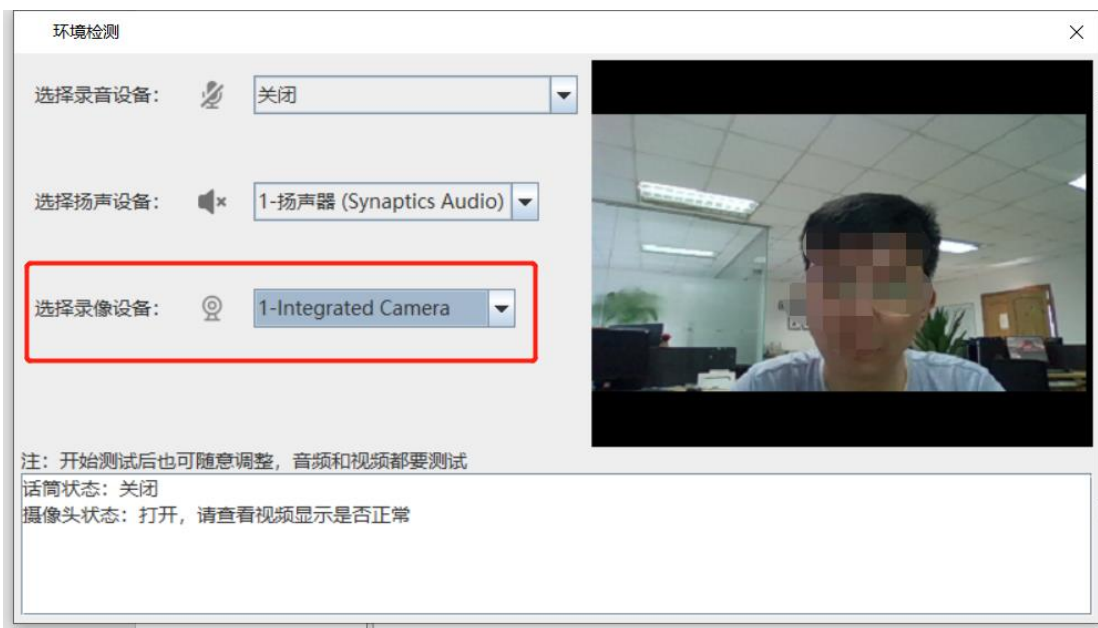 环境检测
选择录音设备：
关闭
选择扬声设备：
1-扬声器 (Synaptics Audio)
选择录像设备：
1-Integrated Camera
注：开始测试后也可随意调整，音频和视频都要测试
话筒状态：关闭
摄像头状态：打开，请查看视频显示是否正常